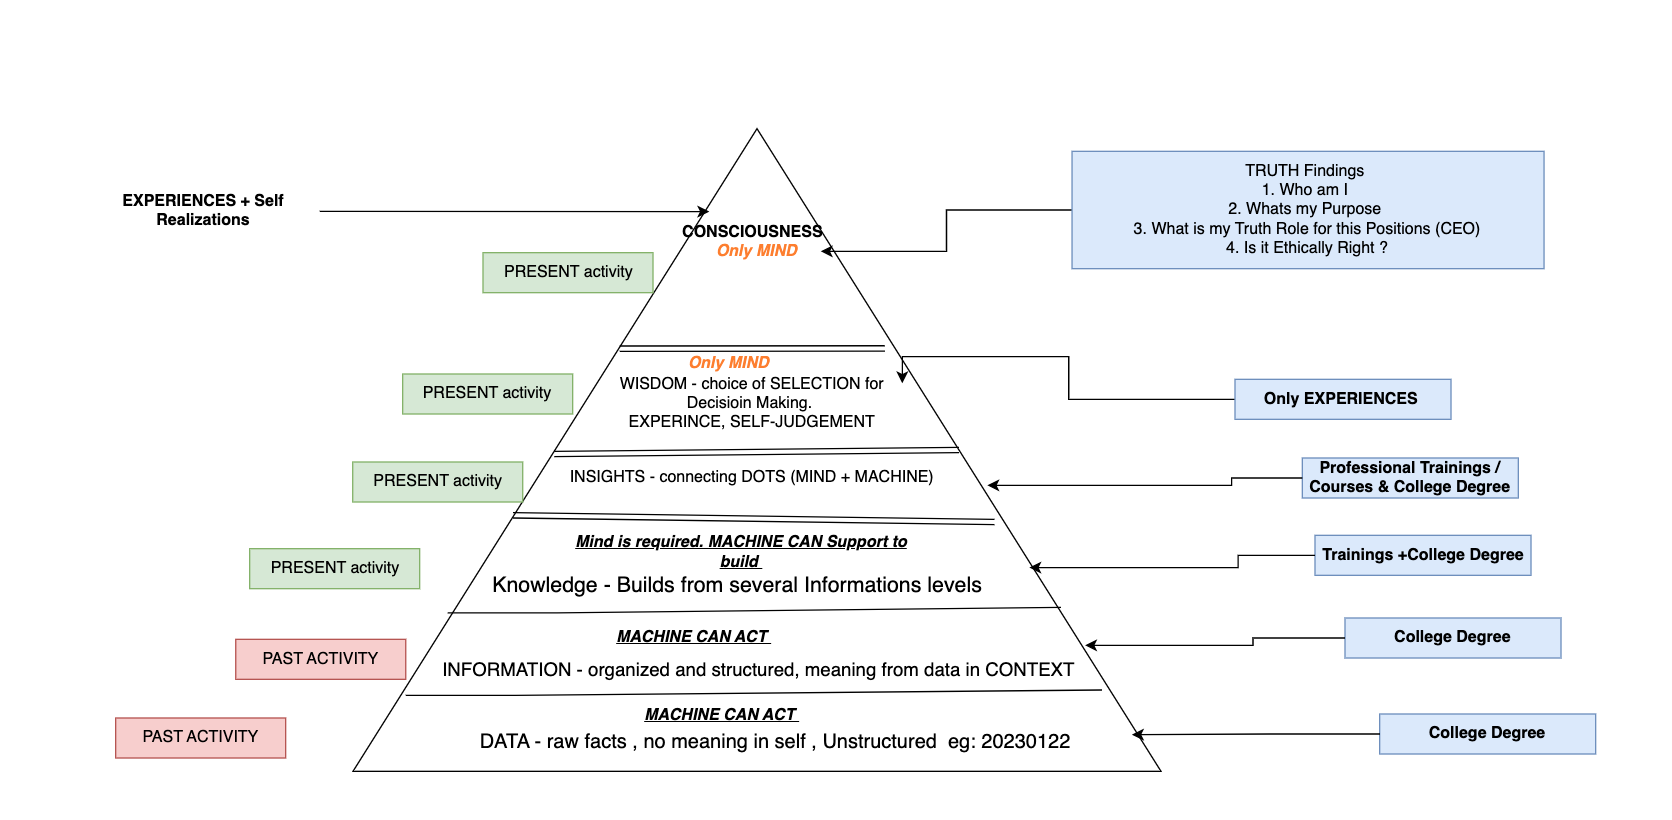 EXPERIENCES + Self
Realizations
TRUTH Findings
1. Who am I
2. Whats my Purpose
3. What is my Truth Role for this Positions (CEO)
4. Is it Ethically Right ?
CONSCIOUSNESS
Only MIND
PRESENT activity
Only MIND
WISDOM - choice of SELECTION for
Decisioin Making.
EXPERINCE, SELF-JUDGEMENT
PRESENT activity
Only EXPERIENCES
INSIGHTS - connecting DOTS (MIND + MACHINE)
PRESENT activity
Professional Trainings /
Courses & College Degree
Mind is required. MACHINE CAN Support to
build
Knowledge - Builds from several Informations levels
PRESENT activity
Trainings +College Degree
MACHINE CAN ACT
INFORMATION - organized and structured, meaning from data in CONTEXT
PAST ACTIVITY
College Degree
MACHINE CAN ACT
DATA - raw facts , no meaning in self , Unstructured eg: 20230122
PAST ACTIVITY
College Degree